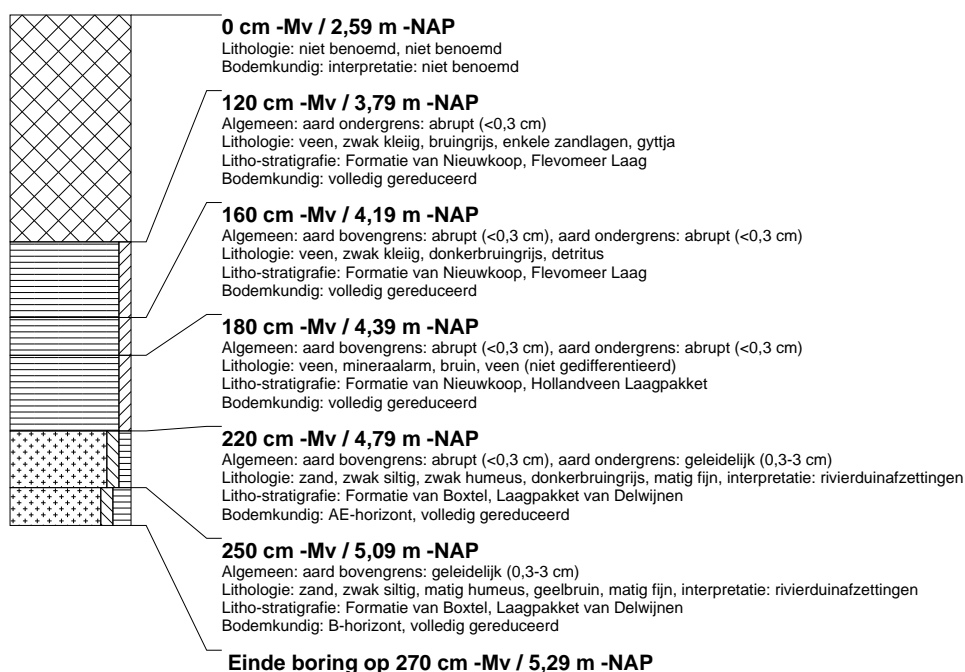 0 cm -Mv / 2,59 m -NAP
Lithologie: niet benoemd, niet benoemd
Bodemkundig: interpretatie: niet benoemd
120 cm -Mv / 3,79 m -NAP
Algemeen: aard ondergrens: abrupt (<0,3 cm)
Lithologie: veen, zwak kleiig, bruingrijs, enkele zandlagen, gyttja
Litho-stratigrafie: Formatie van Nieuwkoop, Flevomeer Laag
Bodemkundig: volledig gereduceerd
160 cm -Mv / 4,19 m -NAP
Algemeen: aard bovengrens: abrupt (<0,3 cm), aard ondergrens: abrupt (<0,3 cm)
Lithologie: veen, zwak kleiig, donkerbruingrijs, detritus
Litho-stratigrafie: Formatie van Nieuwkoop, Flevomeer Laag
Bodemkundig: volledig gereduceerd
180 cm -Mv / 4,39 m -NAP
Algemeen: aard bovengrens: abrupt (<0,3 cm), aard ondergrens: abrupt (<0,3 cm)
Lithologie: veen, mineraalarm, bruin, veen (niet gedifferentieerd)
Litho-stratigrafie: Formatie van Nieuwkoop, Hollandveen Laagpakket
Bodemkundig: volledig gereduceerd
220 cm -Mv / 4,79 m -NAP
Algemeen: aard bovengrens: abrupt (<0,3 cm), aard ondergrens: geleidelijk (0,3-3 cm)
Lithologie: zand, zwak siltig, zwak humeus, donkerbruingrijs, matig fijn, interpretatie: rivierduinafzettingen
Litho-stratigrafie: Formatie van Boxtel, Laagpakket van Delwijnen
Bodemkundig: AE-horizont, volledig gereduceerd
250 cm -Mv / 5,09 m -NAP
Algemeen: aard bovengrens: geleidelijk (0,3-3 cm)
Lithologie: zand, zwak siltig, matig humeus, geelbruin, matig fijn, interpretatie: rivierduinafzettingen
Litho-stratigrafie: Formatie van Boxtel, Laagpakket van Delwijnen
Bodemkundig: B-horizont, volledig gereduceerd
Einde boring op 270 cm -Mv / 5,29 m -NAP